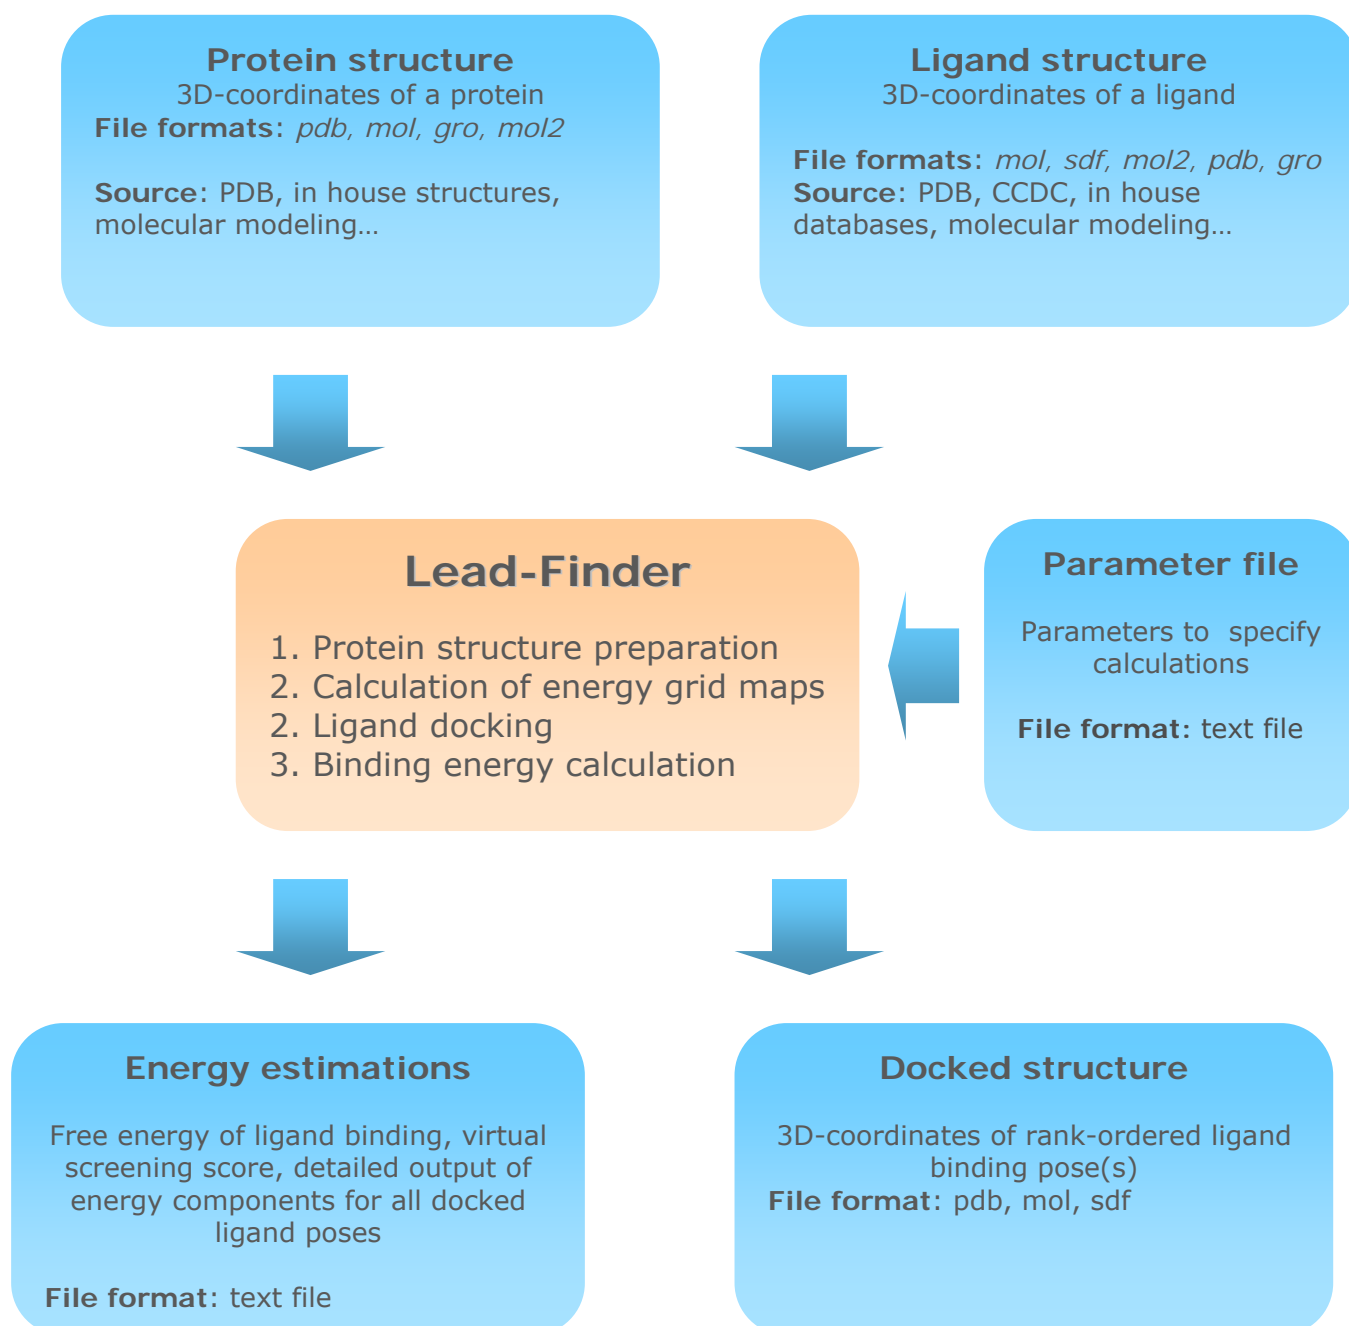 Protein structure
3D-coordinates of a protein
File formats: pdb, mol, gro, mol2
Source: PDB, in house structures,
molecular modeling…
Ligand structure
3D-coordinates of a ligand
File formats: mol, sdf, mol2, pdb, gro
Source: PDB, CCDC, in house
databases, molecular modeling…
Lead-Finder
1. Protein structure preparation
2. Calculation of energy grid maps
2. Ligand docking
3. Binding energy calculation
Parameter file
Parameters to specify
calculations
File format: text file
Energy estimations
Free energy of ligand binding, virtual
screening score, detailed output of
energy components for all docked
ligand poses
File format: text file
Docked structure
3D-coordinates of rank-ordered ligand
binding pose(s)
File format: pdb, mol, sdf